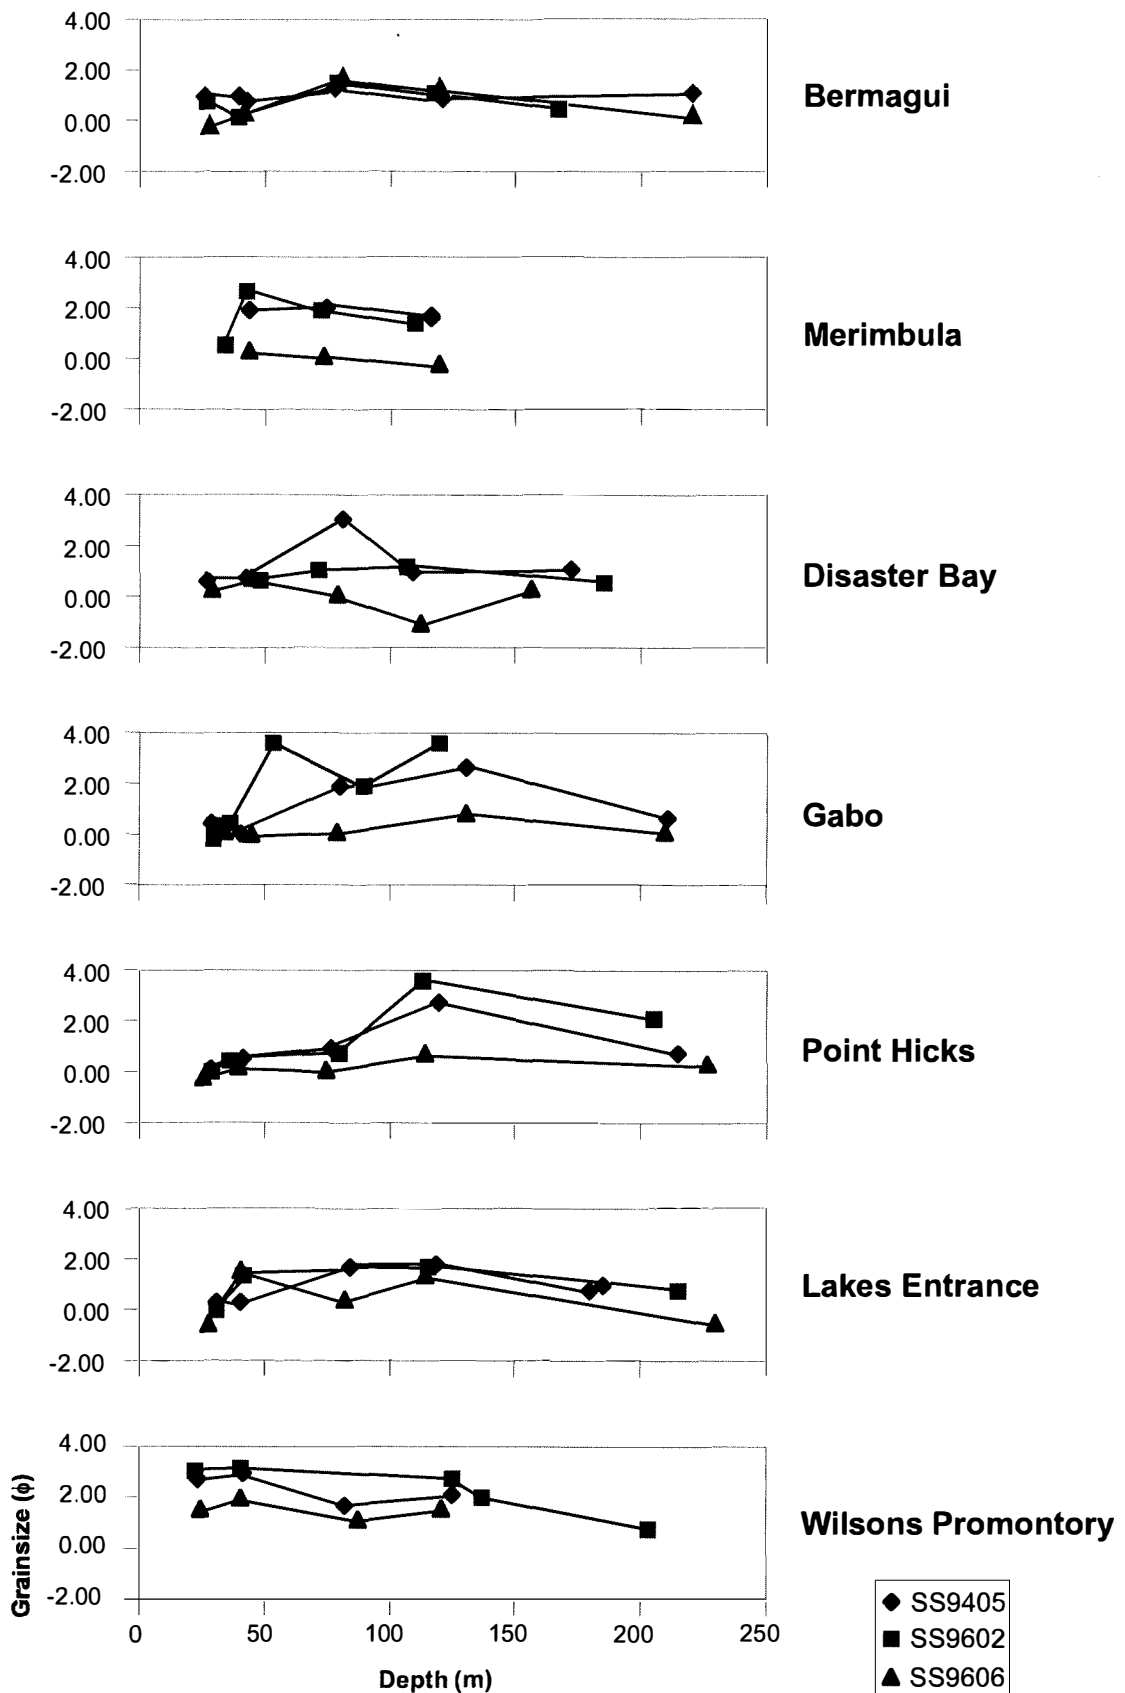 4.00
2.00
0.00
-2.00
Bermagui
4.00
2.00
0.00
-2.00
Merimbula
4.00
2.00
0.00
-2.00
Disaster Bay
4.00
2.00
0.00
-2.00
Gabo
4.00
2.00
0.00
-2.00
Point Hicks
4.00
2.00
0.00
-2.00
Lakes Entrance
4.00
2.00
0.00
-2.00
Grainsize (ϕ)
Wilsons Promontory
0 50 100 150 200 250
Depth (m)
SS9405
SS9602
SS9606